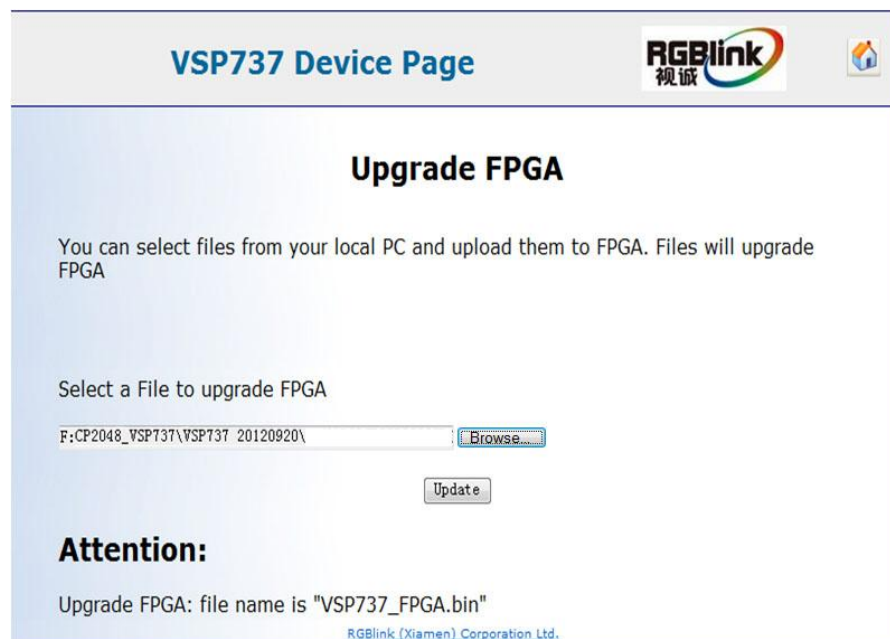 VSP737 Device Page
RGBlink
视诚
Upgrade FPGA
You can select files from your local PC and upload them to FPGA. Files will upgrade
FPGA
Select a File to upgrade FPGA
F:CP2048_VSP737\VSP737 20120920\
Browse...
Update
Attention:
Upgrade FPGA: file name is "VSP737_FPGA.bin"
RGBlink (Xiamen) Corporation Ltd.